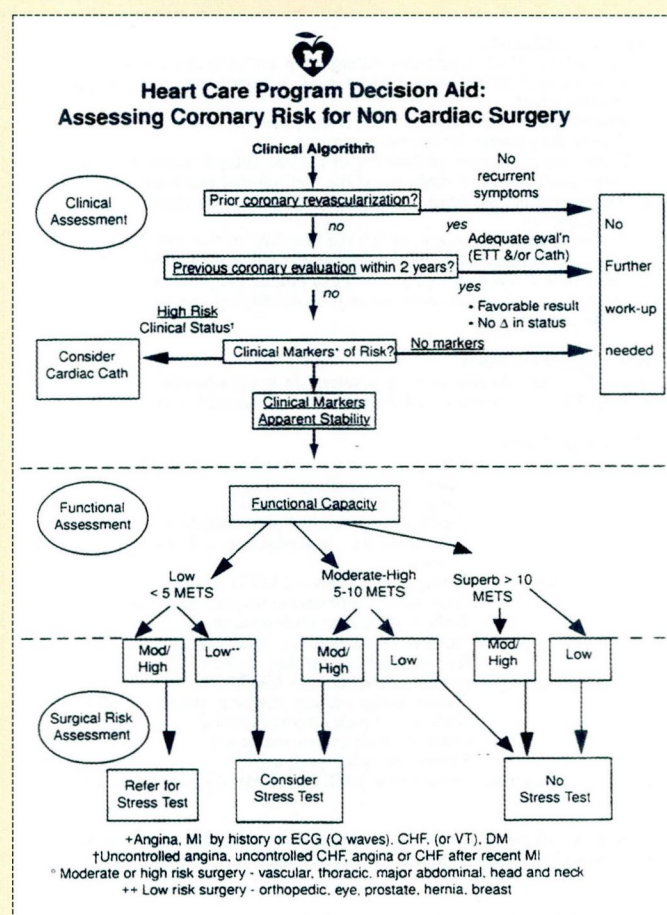 M
Heart Care Program Decision Aid:
Assessing Coronary Risk for Non Cardiac Surgery
Clinical Algorithm
Clinical
Assessment
Prior coronary revascularization?
No
recurrent
symptoms
no
yes
Previous coronary evaluation within 2 years?
Adequate eval'n
(ETT &/or Cath)
no
yes
• Favorable result
• No Δ in status
No
Further
work-up
needed
High Risk
Clinical Status†
Consider
Cardiac Cath
Clinical Markers+ of Risk?
No markers
Clinical Markers
Apparent Stability
Functional
Assessment
Functional Capacity
Low
< 5 METS
Moderate-High
5-10 METS
Superb > 10
METS
Mod/
High
Low++
Mod/
High
Low
Mod/
High
Low
Surgical Risk
Assessment
Refer for
Stress Test
Consider
Stress Test
No
Stress Test
+Angina, MI by history or ECG (Q waves), CHF, (or VT), DM
†Uncontrolled angina, uncontrolled CHF, angina or CHF after recent MI
° Moderate or high risk surgery - vascular, thoracic, major abdominal, head and neck
++ Low risk surgery - orthopedic, eye, prostate, hernia, breast